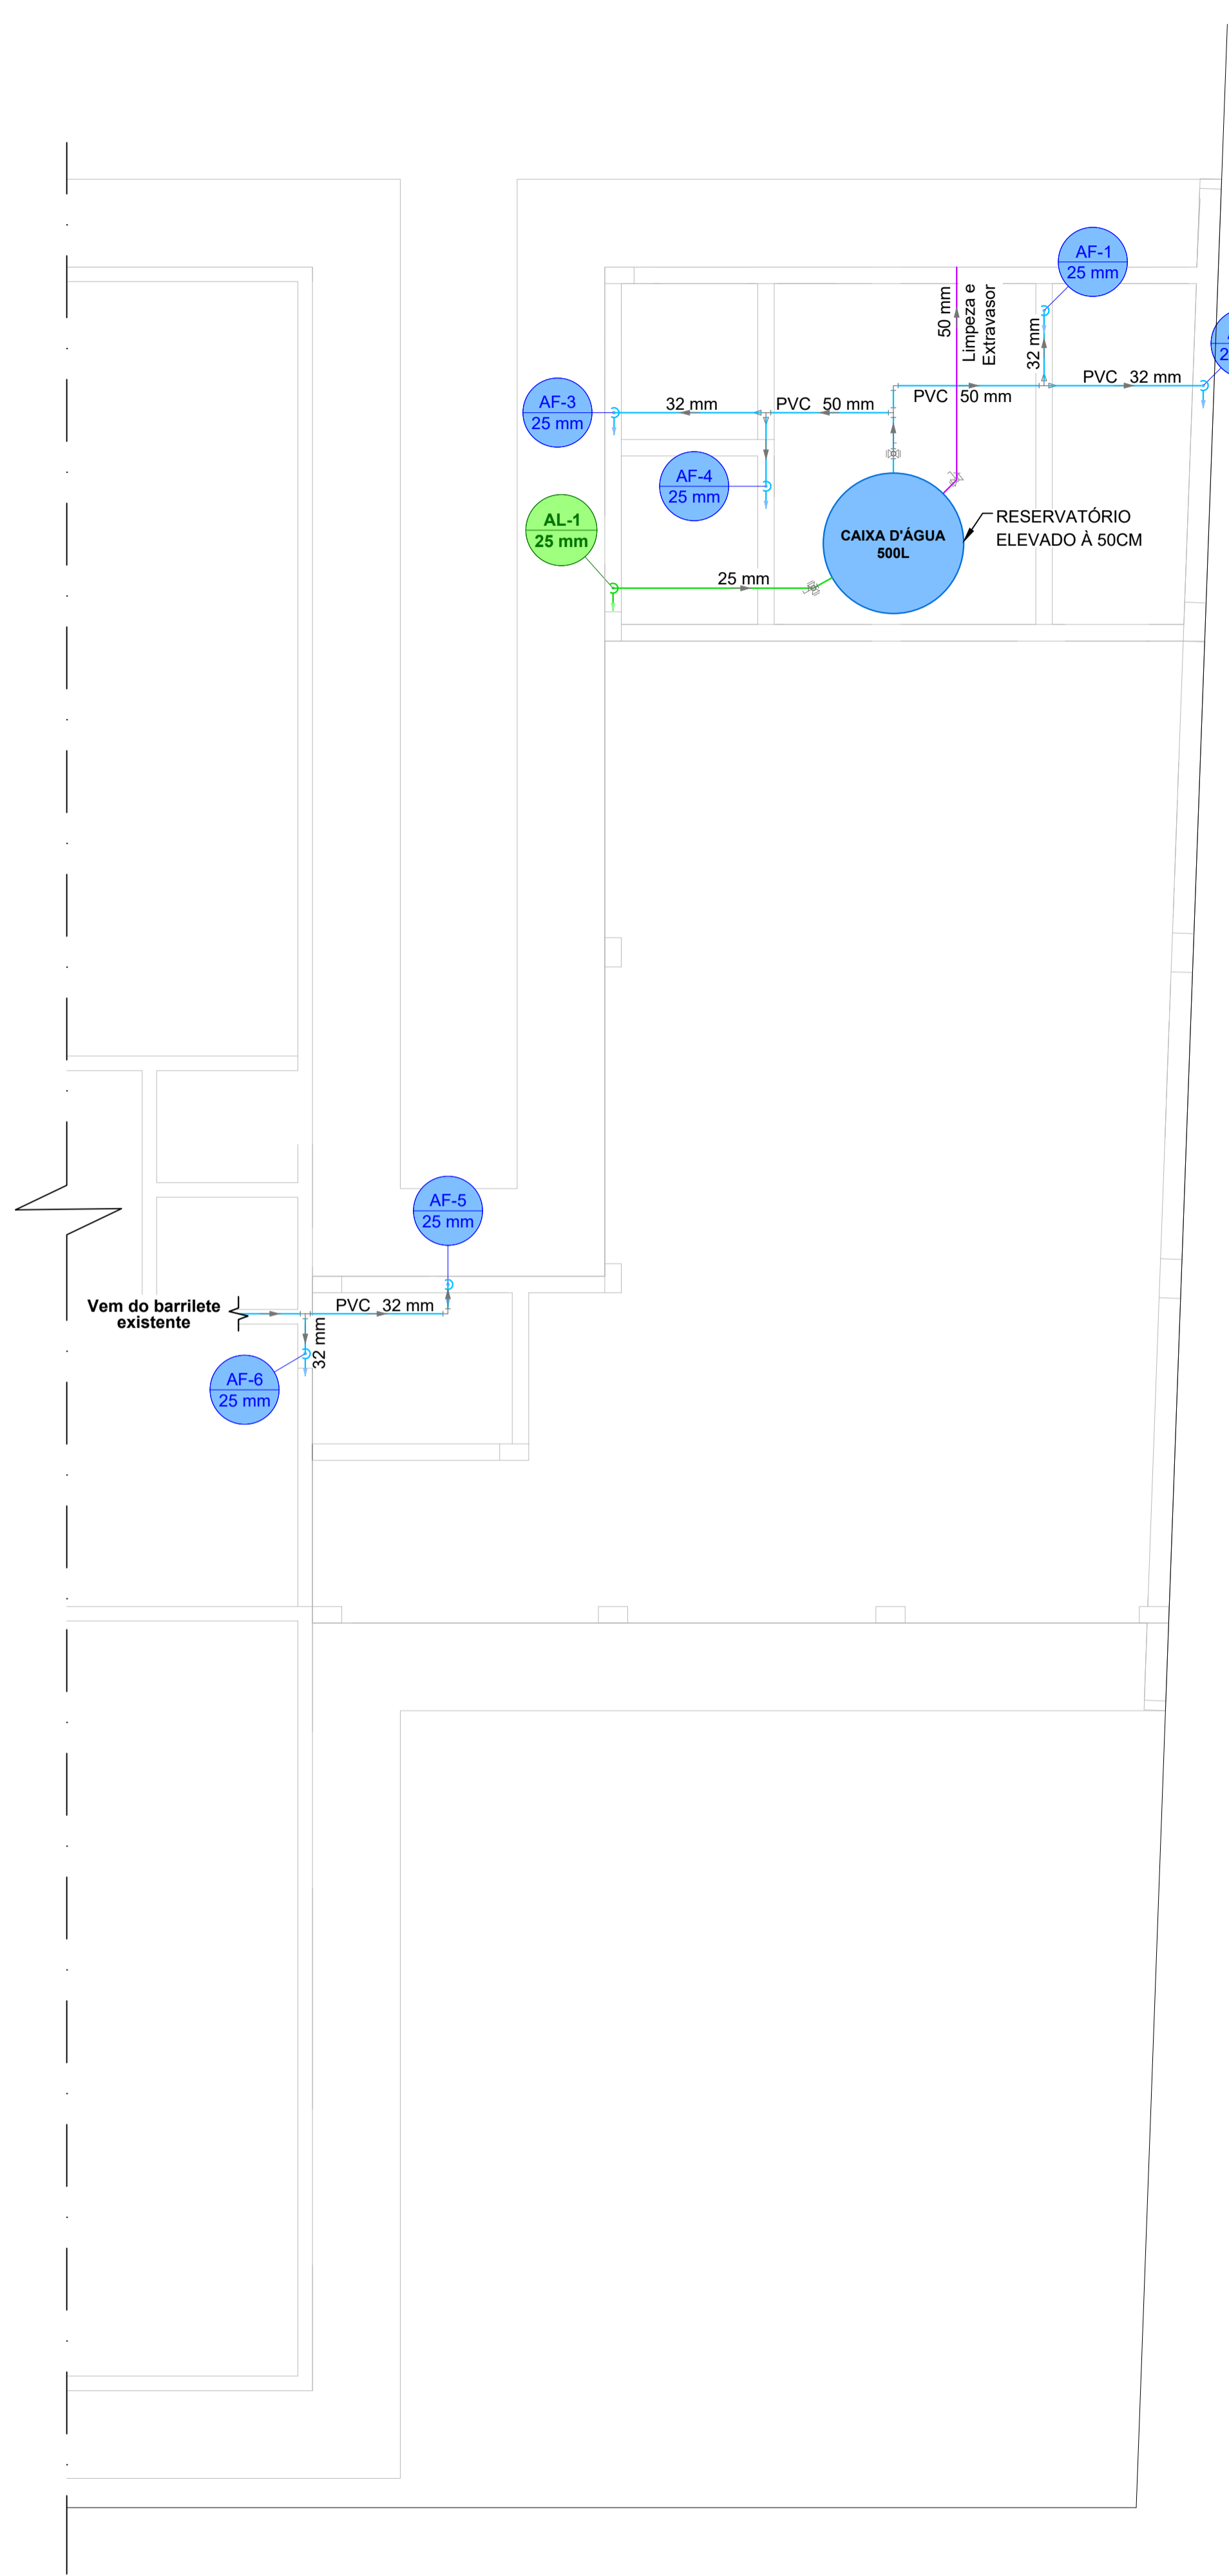 AF-1
25 mm
50 mm
Limpeza e
Extravasor
32 mm
PVC 32 mm
PVC 50 mm
AF-3
25 mm
32 mm
PVC 50 mm
AF-4
25 mm
AL-1
25 mm
CAIXA D'ÁGUA
500L
RESERVATÓRIO
ELEVADO À 50CM
25 mm
AF-5
25 mm
Vem do barrilete
existente
PVC 32 mm
32 mm
AF-6
25 mm